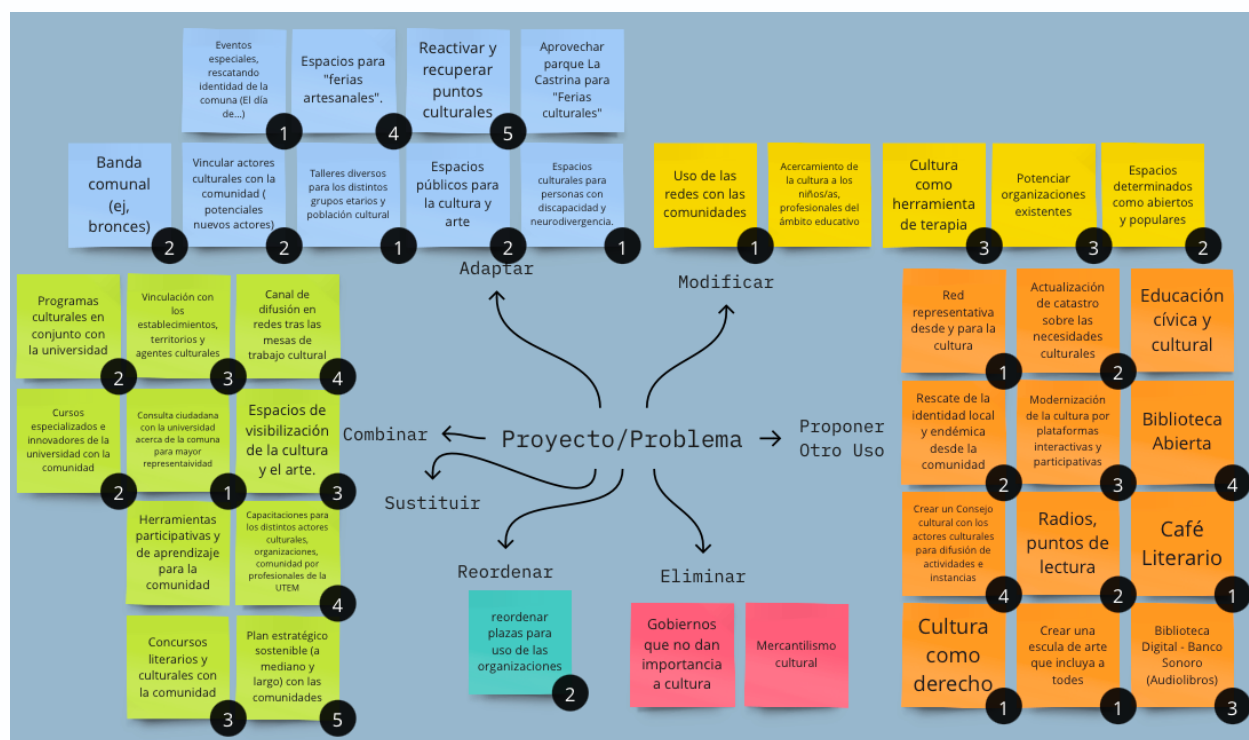 Eventos
especiales,
rescatando
identidad de la
comuna (El día
de...)
1
Espacios para
"ferias
artesanales".
4
Reactivar y
recuperar
puntos
culturales
5
Aprovechar
parque La
Castrina para
"Ferias
culturales"
Banda
comunal
(ej,
bronces)
2
Vincular actores
culturales con la
comunidad (
potenciales
nuevos actores)
2
Talleres diversos
para los distintos
grupos etarios y
población cultural
1
Espacios
públicos para
la cultura y
arte
2
Espacios
culturales para
personas con
discapacidad y
neurodivergencia.
1
Adaptar
Uso de las
redes con las
comunidades
1
Acercamiento de
la cultura a los
niños/as,
profesionales del
ámbito educativo
Modificar
Cultura
como
herramienta
de terapia
3
Potenciar
organizaciones
existentes
3
Espacios
determinados
como abiertos
y populares
2
Programas
culturales en
conjunto con
la universidad
2
Vinculación con
los
establecimientos,
territorios y
agentes culturales
3
Canal de
difusión en
redes tras las
mesas de
trabajo cultural
4
Cursos
especializados e
innovadores de la
universidad con la
comunidad
2
Consulta ciudadana
con la universidad
acerca de la comuna
para mayor
representaividad
1
Espacios de
visibilización
de la cultura
y el arte.
3
Herramientas
participativas y
de aprendizaje
para la
comunidad
Capacitaciones para
los distintos actores
culturales,
organizaciones,
comunidad por
profesionales de la
UTEM
4
Concursos
literarios y
culturales con
la comunidad
3
Plan estratégico
sostenible (a
mediano y
largo) con las
comunidades
5
Combinar
Proyecto/Problema
Proponer
Otro Uso
Sustituir
Reordenar
reordenar
plazas para
uso de las
organizaciones
2
Eliminar
Gobiernos
que no dan
importancia
a cultura
Mercantilismo
cultural
Red
representativa
desde y para la
cultura
1
Actualización
de catastro
sobre las
necesidades
culturales
2
Educación
cívica y
cultural
Rescate de la
identidad local
y endémica
desde la
comunidad
2
Modernización
de la cultura por
plataformas
interactivas y
participativas
3
Biblioteca
Abierta
4
Crear un Consejo
cultural con los
actores culturales
para difusión de
actividades e
instancias
4
Radios,
puntos de
lectura
2
Café
Literario
1
Cultura
como
derecho
1
Crear una
escula de arte
que incluya a
todes
1
Biblioteca
Digital - Banco
Sonoro
(Audiolibros)
3